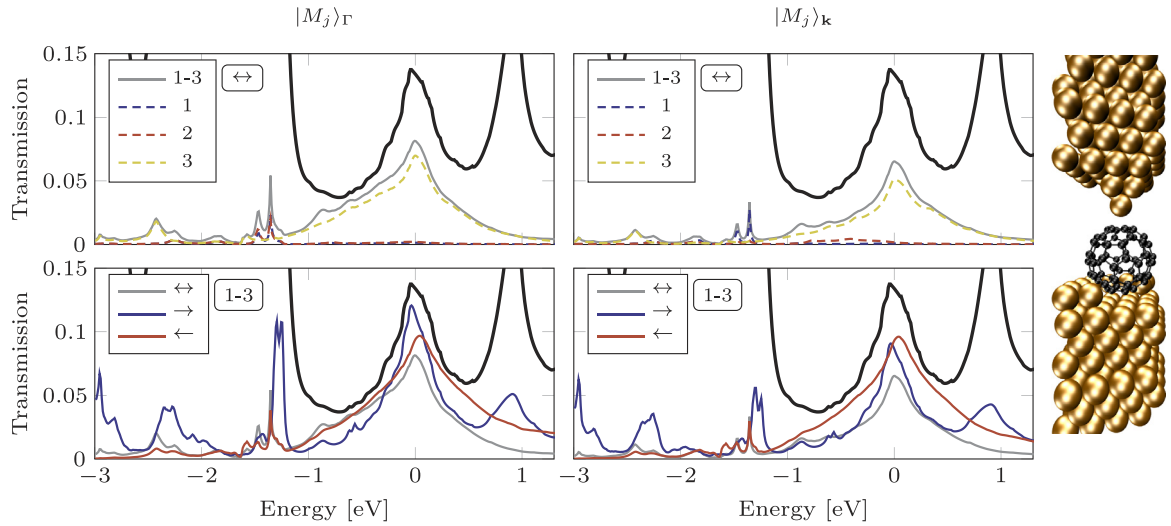 |M_j⟩_Γ
|M_j⟩_𝐤
Transmission
0.15
0.1
0.05
0
1-3 ↔
1
2
3
1-3 ↔
1
2
3
Transmission
0.15
0.1
0.05
0
↔ 1-3
→
←
↔ 1-3
→
←
−3 −2 −1 0 1
−3 −2 −1 0 1
Energy [eV]
Energy [eV]